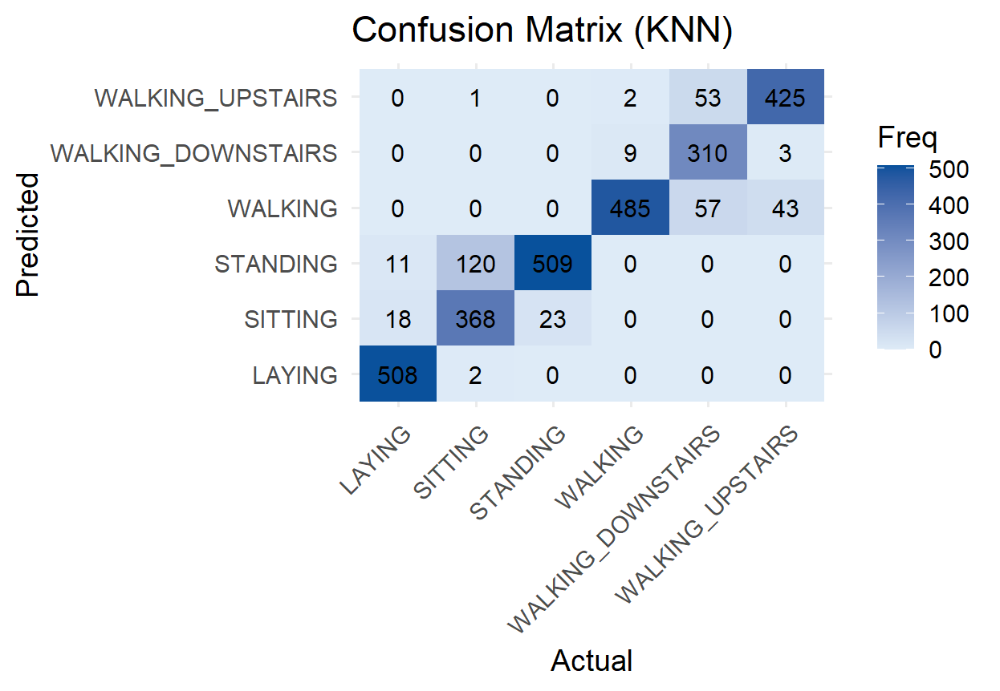 Confusion Matrix (KNN)
Predicted
WALKING_UPSTAIRS 0 1 0 2 53 425
WALKING_DOWNSTAIRS 0 0 0 9 310 3
WALKING 0 0 0 485 57 43
STANDING 11 120 509 0 0 0
SITTING 18 368 23 0 0 0
LAYING 508 2 0 0 0 0
LAYING
SITTING
STANDING
WALKING
WALKING_DOWNSTAIRS
WALKING_UPSTAIRS
Actual
Freq
500
400
300
200
100
0